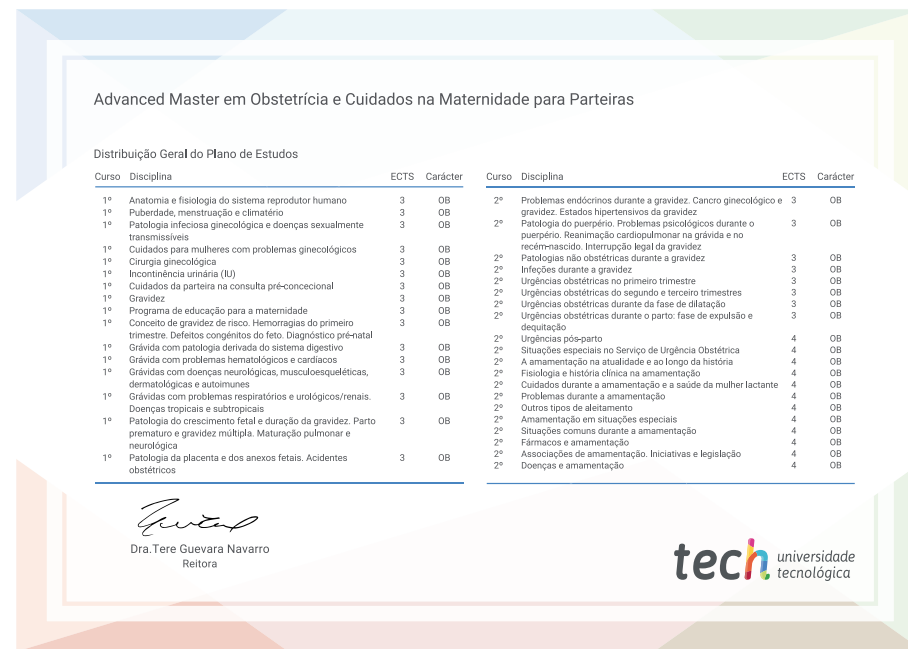 Advanced Master em Obstetrícia e Cuidados na Maternidade para Parteiras
Distribuição Geral do Plano de Estudos
Curso Disciplina ECTS Carácter
1º Anatomia e fisiologia do sistema reprodutor humano 3 OB
1º Puberdade, menstruação e climatério 3 OB
1º Patologia infeciosa ginecológica e doenças sexualmente 3 OB
transmissíveis
1º Cuidados para mulheres com problemas ginecológicos 3 OB
1º Cirurgia ginecológica 3 OB
1º Incontinência urinária (IU) 3 OB
1º Cuidados da parteira na consulta pré-concecional 3 OB
1º Gravidez 3 OB
1º Programa de educação para a maternidade 3 OB
1º Conceito de gravidez de risco. Hemorragias do primeiro 3 OB
trimestre. Defeitos congénitos do feto. Diagnóstico pré-natal
1º Grávida com patologia derivada do sistema digestivo 3 OB
1º Grávida com problemas hematológicos e cardíacos 3 OB
1º Grávidas com doenças neurológicas, musculoesqueléticas, 3 OB
dermatológicas e autoimunes
1º Grávidas com problemas respiratórios e urológicos/renais. 3 OB
Doenças tropicais e subtropicais
1º Patologia do crescimento fetal e duração da gravidez. Parto 3 OB
prematuro e gravidez múltipla. Maturação pulmonar e
neurológica
1º Patologia da placenta e dos anexos fetais. Acidentes 3 OB
obstétricos
Curso Disciplina ECTS Carácter
2º Problemas endócrinos durante a gravidez. Cancro ginecológico e 3 OB
gravidez. Estados hipertensivos da gravidez
2º Patologia do puerpério. Problemas psicológicos durante o 3 OB
puerpério. Reanimação cardiopulmonar na grávida e no
recém-nascido. Interrupção legal da gravidez
2º Patologias não obstétricas durante a gravidez 3 OB
2º Infeções durante a gravidez 3 OB
2º Urgências obstétricas no primeiro trimestre 3 OB
2º Urgências obstétricas do segundo e terceiro trimestres 3 OB
2º Urgências obstétricas durante da fase de dilatação 3 OB
2º Urgências obstétricas durante o parto: fase de expulsão e 3 OB
dequitação
2º Urgências pós-parto 4 OB
2º Situações especiais no Serviço de Urgência Obstétrica 4 OB
2º A amamentação na atualidade e ao longo da história 4 OB
2º Fisiologia e história clínica na amamentação 4 OB
2º Cuidados durante a amamentação e a saúde da mulher lactante 4 OB
2º Problemas durante a amamentação 4 OB
2º Outros tipos de aleitamento 4 OB
2º Amamentação em situações especiais 4 OB
2º Situações comuns durante a amamentação 4 OB
2º Fármacos e amamentação 4 OB
2º Associações de amamentação. Iniciativas e legislação 4 OB
2º Doenças e amamentação 4 OB
Dra.Tere Guevara Navarro
Reitora
tech universidade
tecnológica